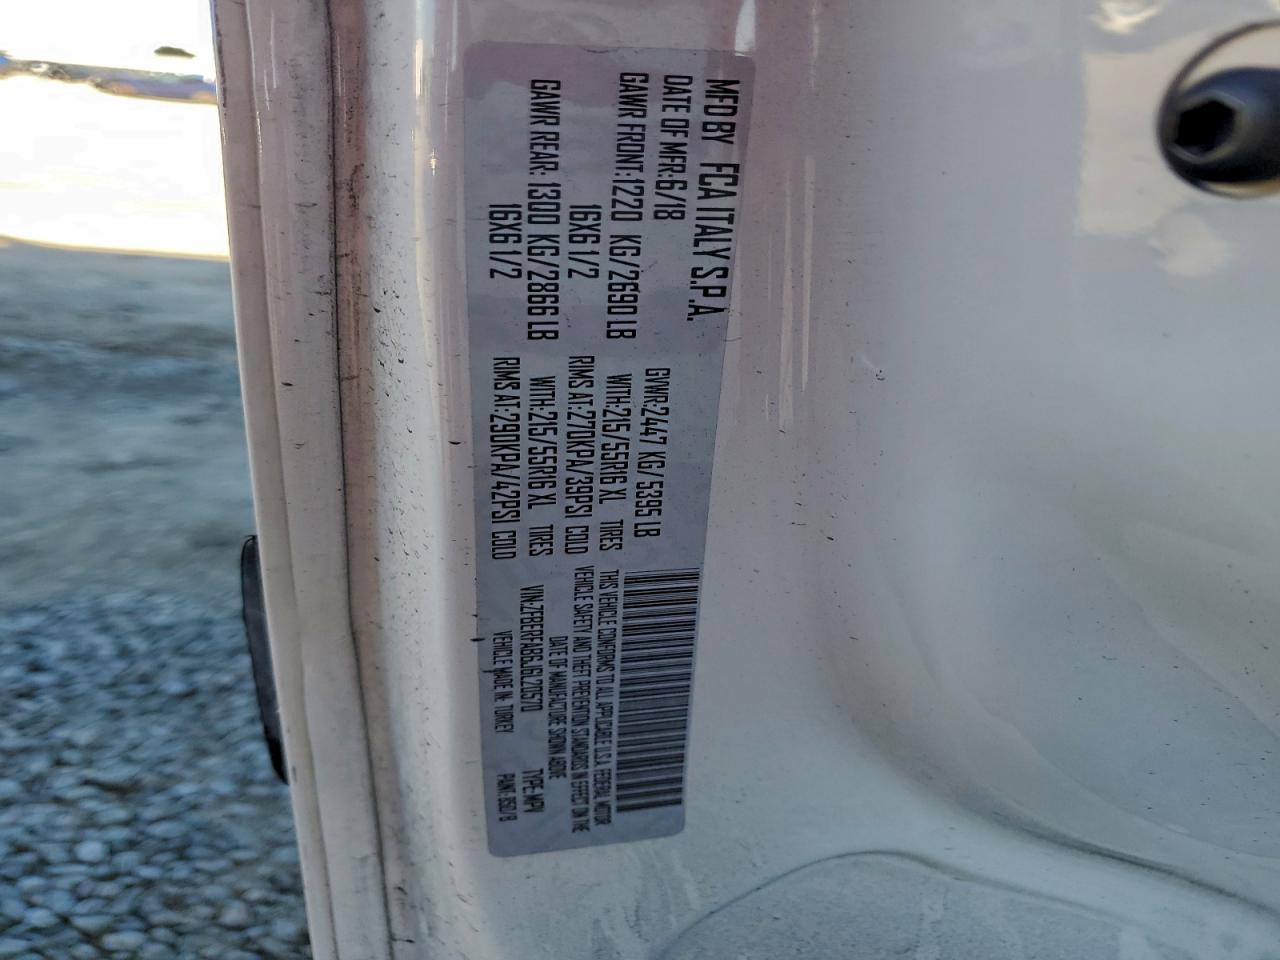 MFD BY FCA ITALY S.P.A.
DATE OF MFR:6/18 GVWR:2447 KG/5395 LB
GAWR FRONT:1220 KG/2690 LB WITH:215/55R16 XL TIRES
16X6 1/2 RIMS AT:270KPA/39PSI COLD
GAWR REAR: 1300 KG/2866 LB WITH:215/55R16 XL TIRES
16X6 1/2 RIMS AT:290KPA/42PSI COLD
THIS VEHICLE CONFORMS TO ALL APPLICABLE U.S.A. FEDERAL MOTOR
VEHICLE SAFETY AND THEFT PREVENTION STANDARDS IN EFFECT ON THE
DATE OF MANUFACTURE SHOWN ABOVE
VIN:ZFBERFAB6J6L20570 TYPE:MPV
VEHICLE MADE IN: TURKEY PAINT: